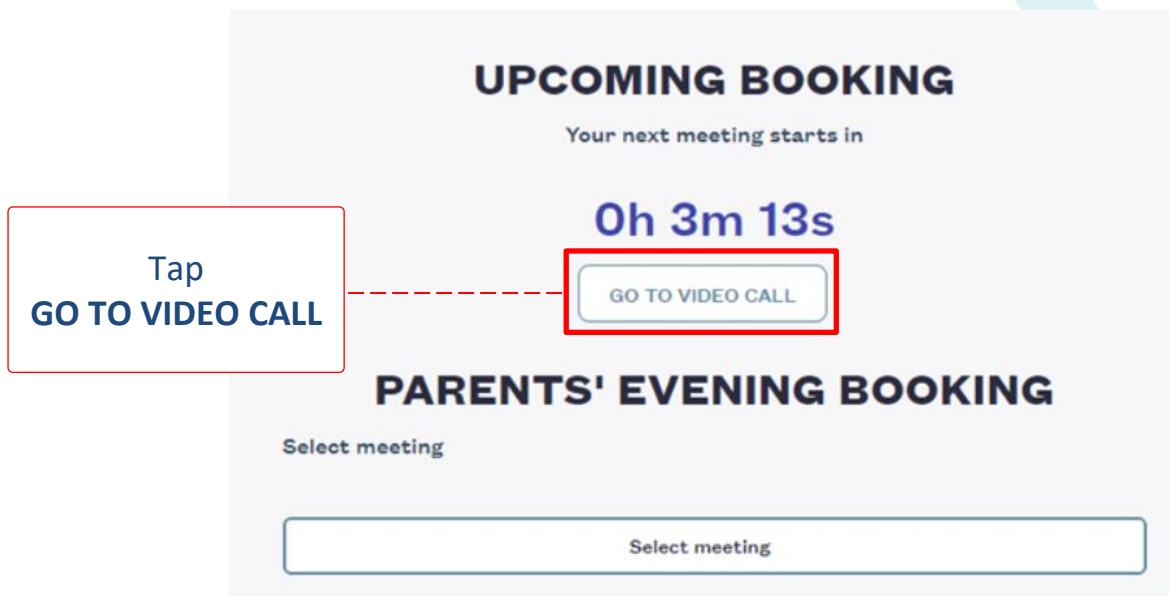 UPCOMING BOOKING
Your next meeting starts in
0h 3m 13s
Tap
GO TO VIDEO CALL
GO TO VIDEO CALL
PARENTS' EVENING BOOKING
Select meeting
Select meeting